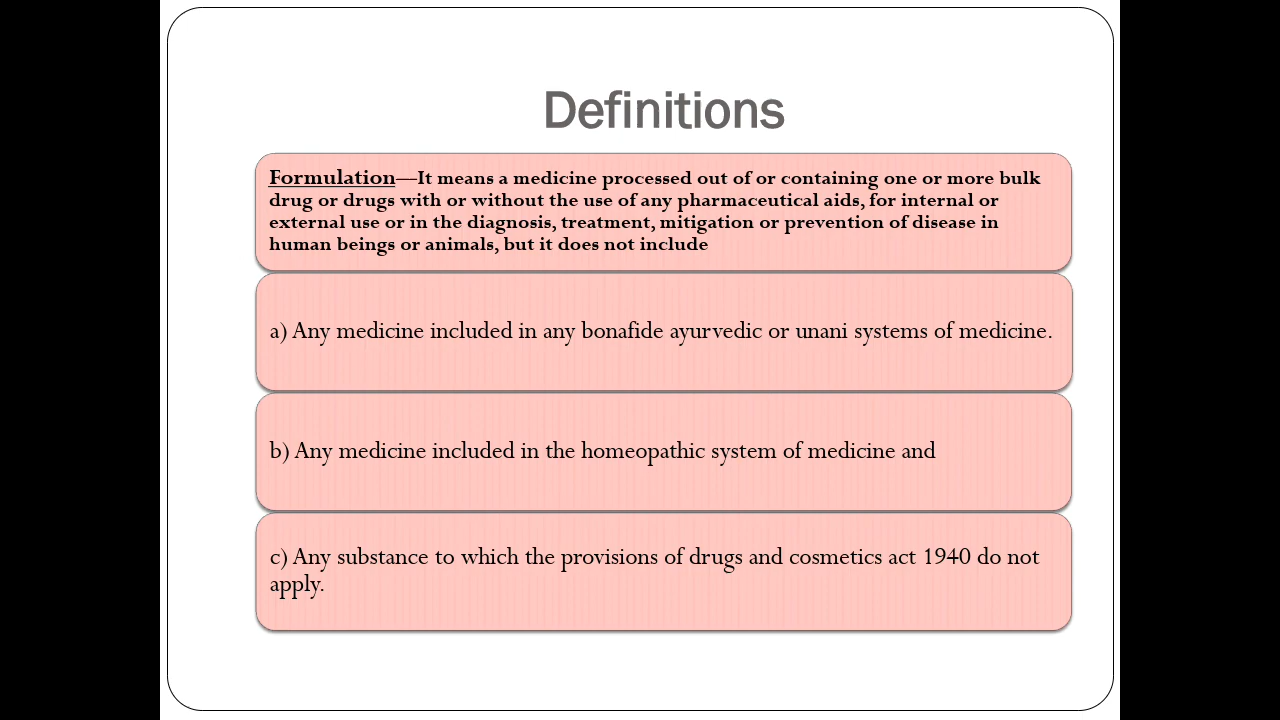 Definitions
Formulation—It means a medicine processed out of or containing one or more bulk
drug or drugs with or without the use of any pharmaceutical aids, for internal or
external use or in the diagnosis, treatment, mitigation or prevention of disease in
human beings or animals, but it does not include
a) Any medicine included in any bonafide ayurvedic or unani systems of medicine.
b) Any medicine included in the homeopathic system of medicine and
c) Any substance to which the provisions of drugs and cosmetics act 1940 do not
apply.